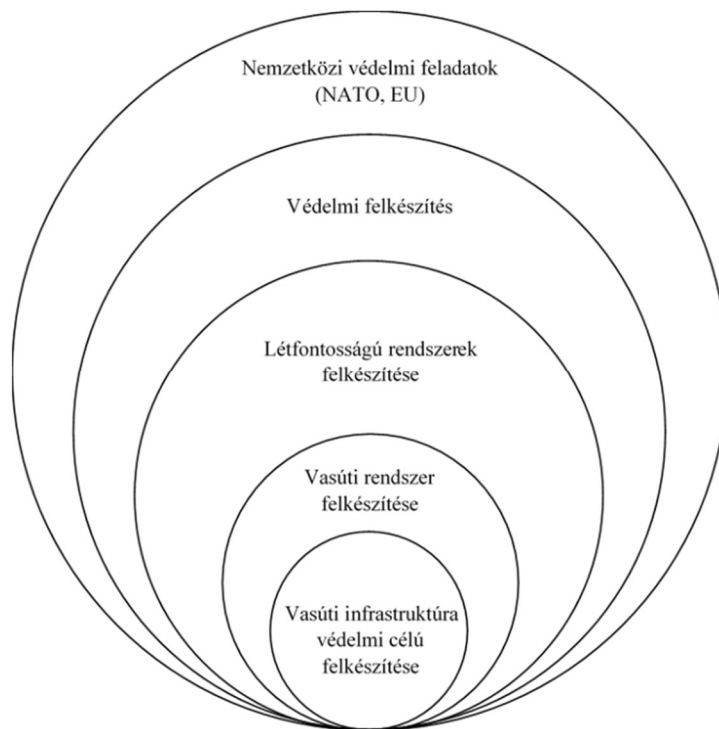 Nemzetközi védelmi feladatok
(NATO, EU)
Védelmi felkészítés
Létfontosságú rendszerek
felkészítése
Vasúti rendszer
felkészítése
Vasúti infrastruktúra
védelmi célú
felkészítése